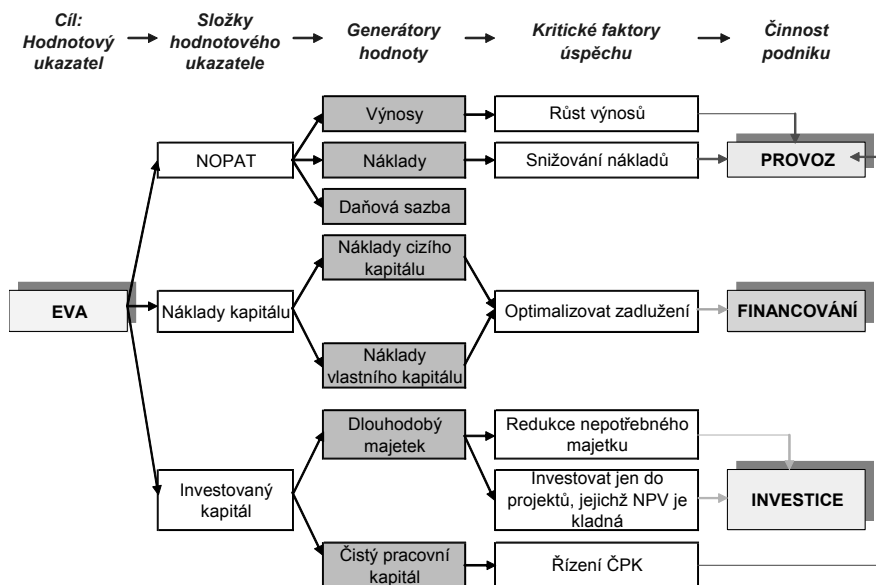 Cíl:
Hodnotový
ukazatel
Složky
hodnotového
ukazatele
Generátory
hodnoty
Kritické faktory
úspěchu
Činnost
podniku
Výnosy
Růst výnosů
NOPAT
Náklady
Snižování nákladů
PROVOZ
Daňová sazba
Náklady cizího
kapitálu
EVA
Náklady kapitálu
Optimalizovat zadlužení
FINANCOVÁNÍ
Náklady
vlastního kapitálu
Dlouhodobý
majetek
Redukce nepotřebného
majetku
Investovaný
kapitál
Investovat jen do
projektů, jejichž NPV je
kladná
INVESTICE
Čistý pracovní
kapitál
Řízení ČPK